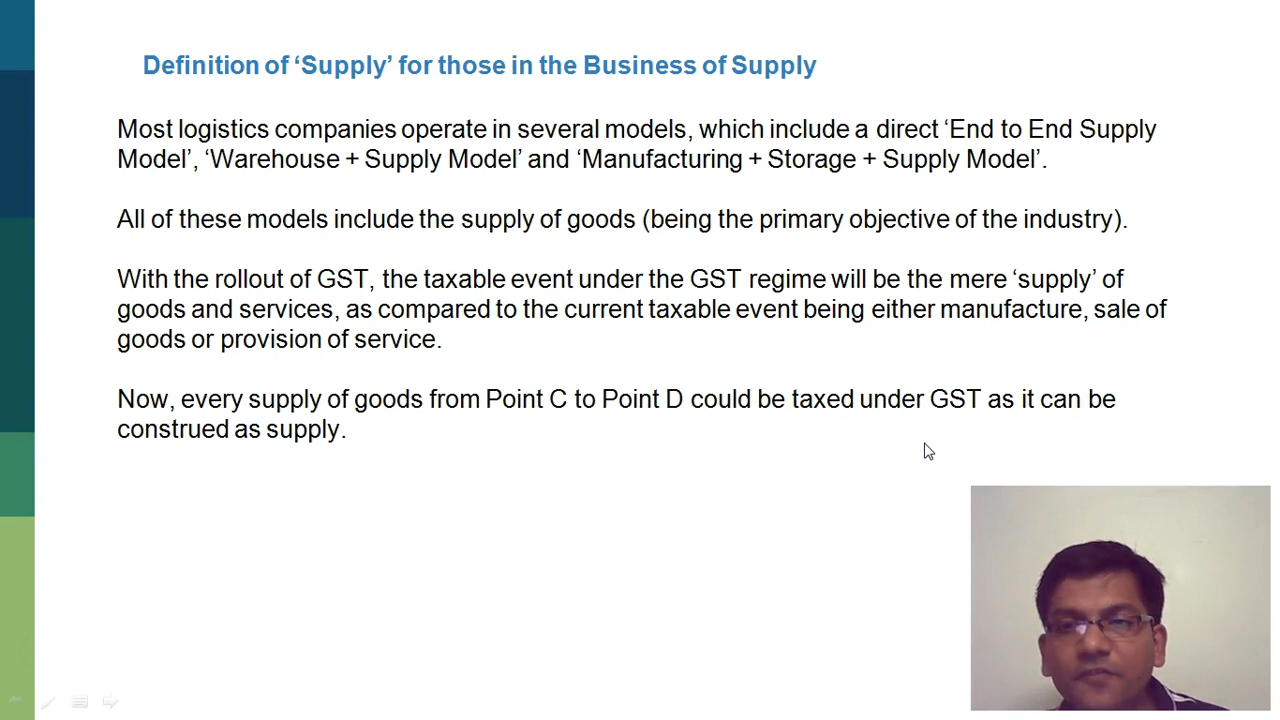 Definition of ‘Supply’ for those in the Business of Supply
Most logistics companies operate in several models, which include a direct ‘End to End Supply
Model’, ‘Warehouse + Supply Model’ and ‘Manufacturing + Storage + Supply Model’.
All of these models include the supply of goods (being the primary objective of the industry).
With the rollout of GST, the taxable event under the GST regime will be the mere ‘supply’ of
goods and services, as compared to the current taxable event being either manufacture, sale of
goods or provision of service.
Now, every supply of goods from Point C to Point D could be taxed under GST as it can be
construed as supply.